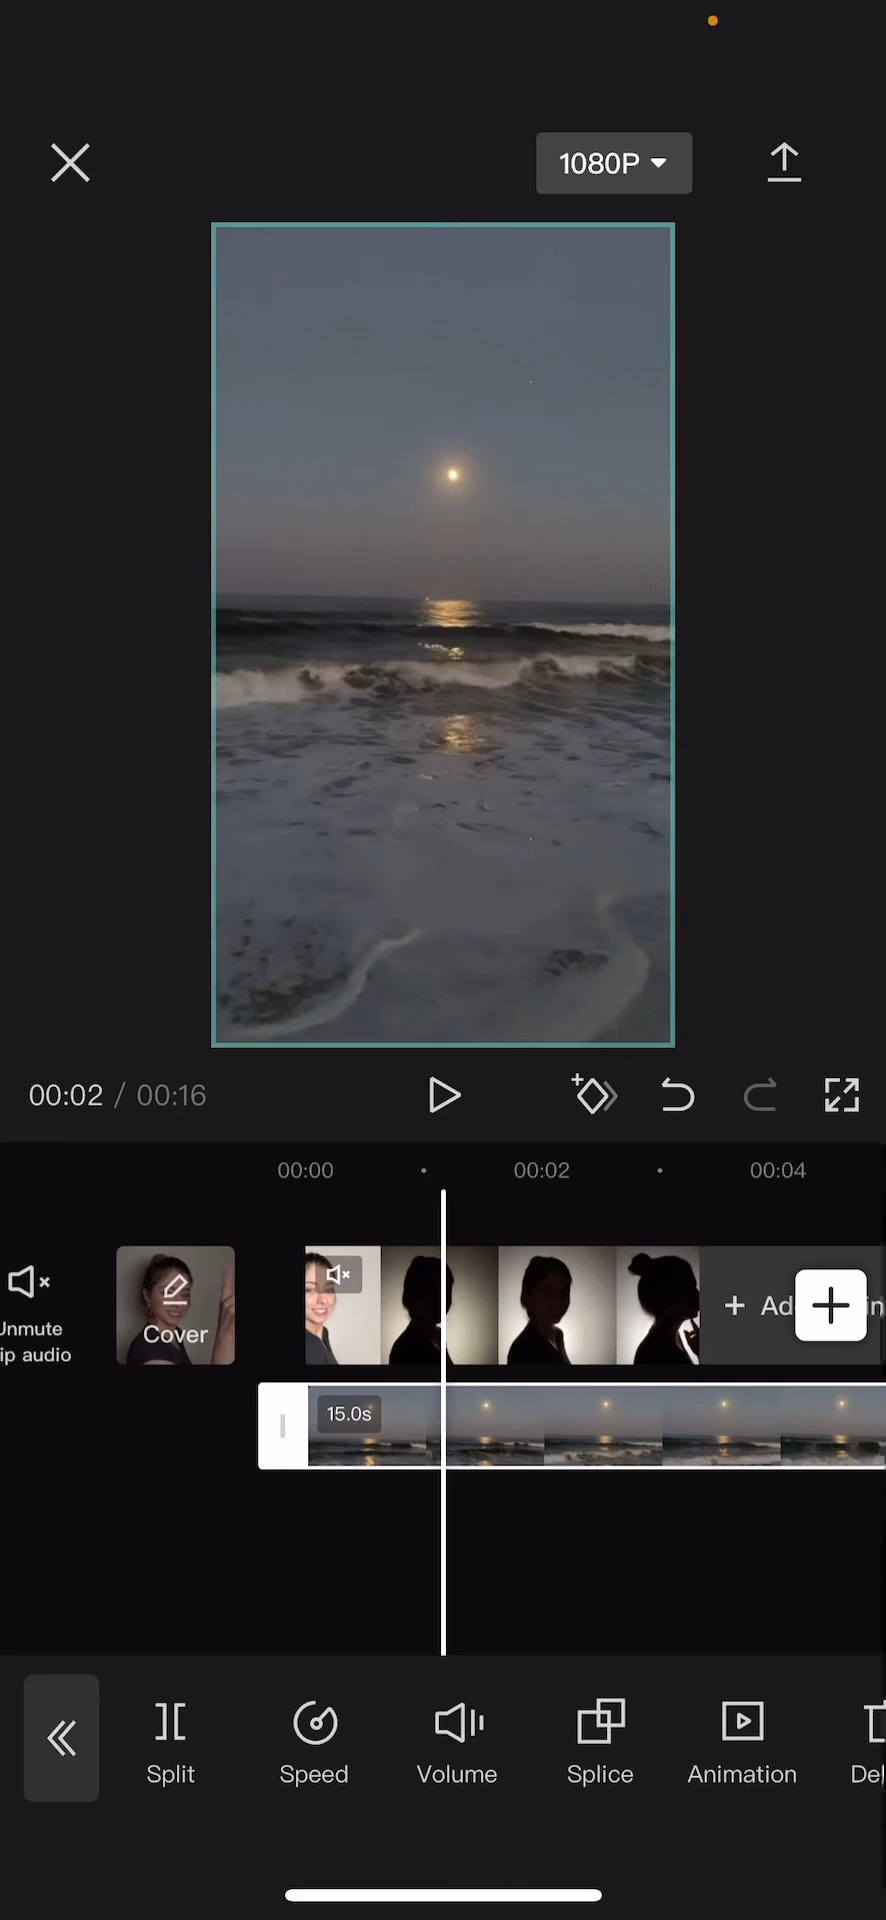 1080P
00:02 / 00:16
00:00
00:02
00:04
Unmute
ip audio
Cover
+ Ad
in
15.0s
Split
Speed
Volume
Splice
Animation
Del